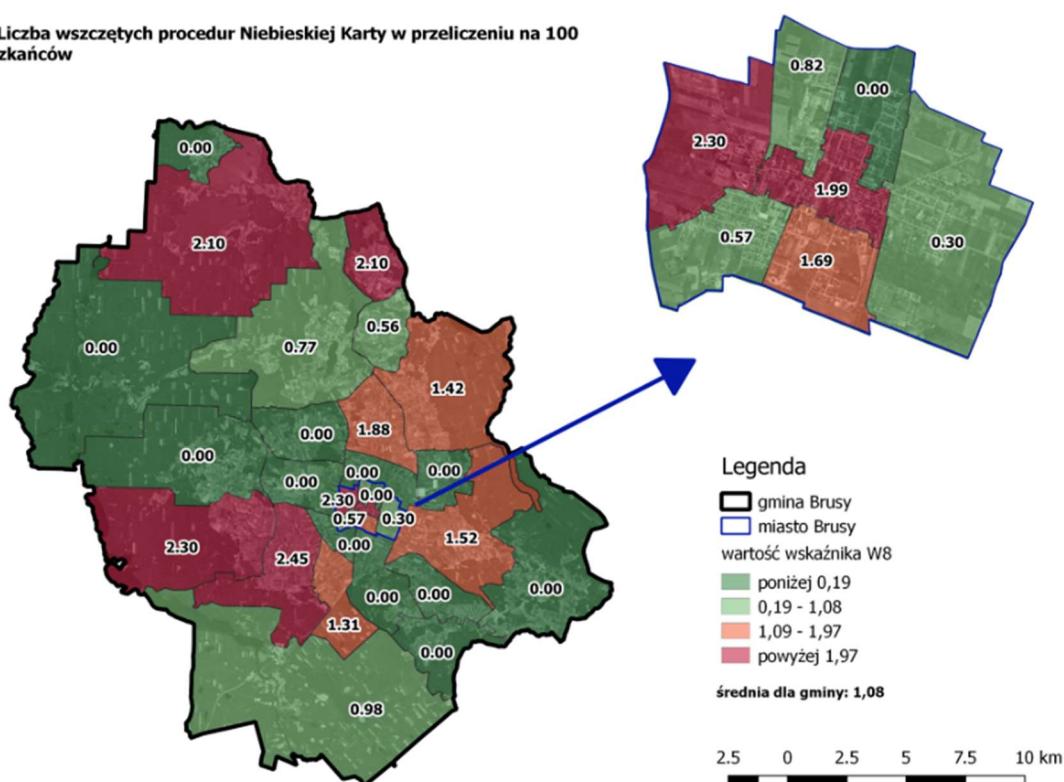 Liczba wszczętych procedur Niebieskiej Karty w przeliczeniu na 100
zkańców
0.82
0.00
2.30
1.99
0.57
0.30
1.69
0.00
2.10
2.10
0.56
0.00
0.77
1.42
1.88
0.00
0.00
0.00
0.00
0.00
2.30
0.00
0.57
0.30
1.52
0.00
2.30
2.45
0.00
0.00
0.00
1.31
0.00
0.98
Legenda
gmina Brusy
miasto Brusy
wartość wskaźnika W8
poniżej 0,19
0,19 - 1,08
1,09 - 1,97
powyżej 1,97
średnia dla gminy: 1,08
2.5 0 2.5 5 7.5 10 km